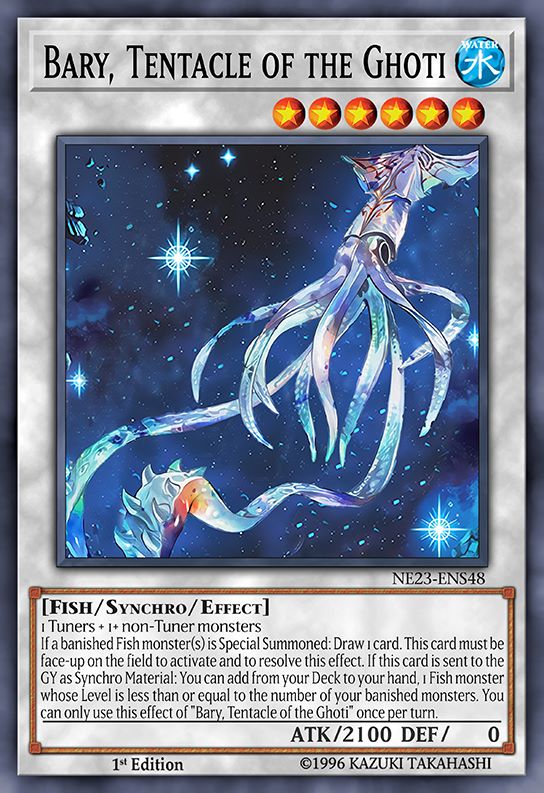 BARY, TENTACLE OF THE GHOTI
WATER
水
NE23-ENS48
[FISH/SYNCHRO/EFFECT]
1 Tuners + 1+ non-Tuner monsters
If a banished Fish monster(s) is Special Summoned: Draw 1 card. This card must be
face-up on the field to activate and to resolve this effect. If this card is sent to the
GY as Synchro Material: You can add from your Deck to your hand, 1 Fish monster
whose Level is less than or equal to the number of your banished monsters. You
can only use this effect of "Bary, Tentacle of the Ghoti" once per turn.
ATK/2100 DEF/ 0
1st Edition
©1996 KAZUKI TAKAHASHI